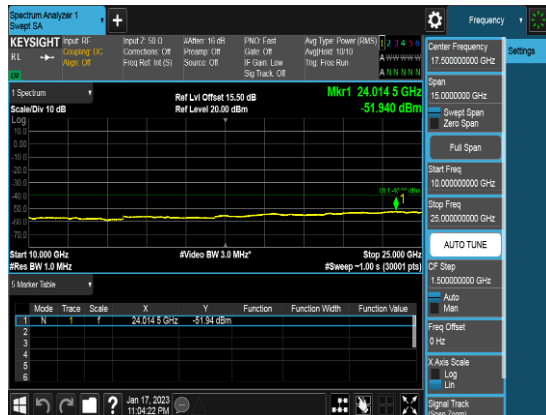 Spectrum Analyzer 1
Swept SA
+
Frequency
KEYSIGHT
Input: RF
Input Z: 50 Ω
#Atten: 16 dB
PNO: Fast
Avg Type: Power (RMS)
1 2 3 4 5 6
RL
Coupling: DC
Corrections: Off
Preamp: Off
Gate: Off
Avg|Hold: 10/10
A W W W W W
Align: Off
Freq Ref: Int (S)
Source: Off
IF Gain: Low
Trig: Free Run
Sig Track: Off
A N N N N N
1 Spectrum
Ref Lvl Offset 15.50 dB
Mkr1 24.014 5 GHz
Scale/Div 10 dB
Ref Level 20.00 dBm
-51.940 dBm
Log
10.0
0.00
-10.0
-20.0
-30.0
-40.0
1
-50.0
-60.0
-70.0
Start 10.000 GHz
#Video BW 3.0 MHz*
Stop 25.000 GHz
#Res BW 1.0 MHz
#Sweep ~1.00 s (30001 pts)
5 Marker Table
Mode Trace Scale X Y Function Function Width Function Value
1 N 1 f 24.014 5 GHz -51.94 dBm
2
3
4
5
6
Jan 17, 2023
11:04:22 PM
Center Frequency
17.500000000 GHz
Settings
Span
15.0000000 GHz
Swept Span
Zero Span
Full Span
Start Freq
10.000000000 GHz
Stop Freq
25.000000000 GHz
AUTO TUNE
CF Step
1.500000000 GHz
Auto
Man
Freq Offset
0 Hz
X Axis Scale
Log
Lin
Signal Track
(Span Zoom)